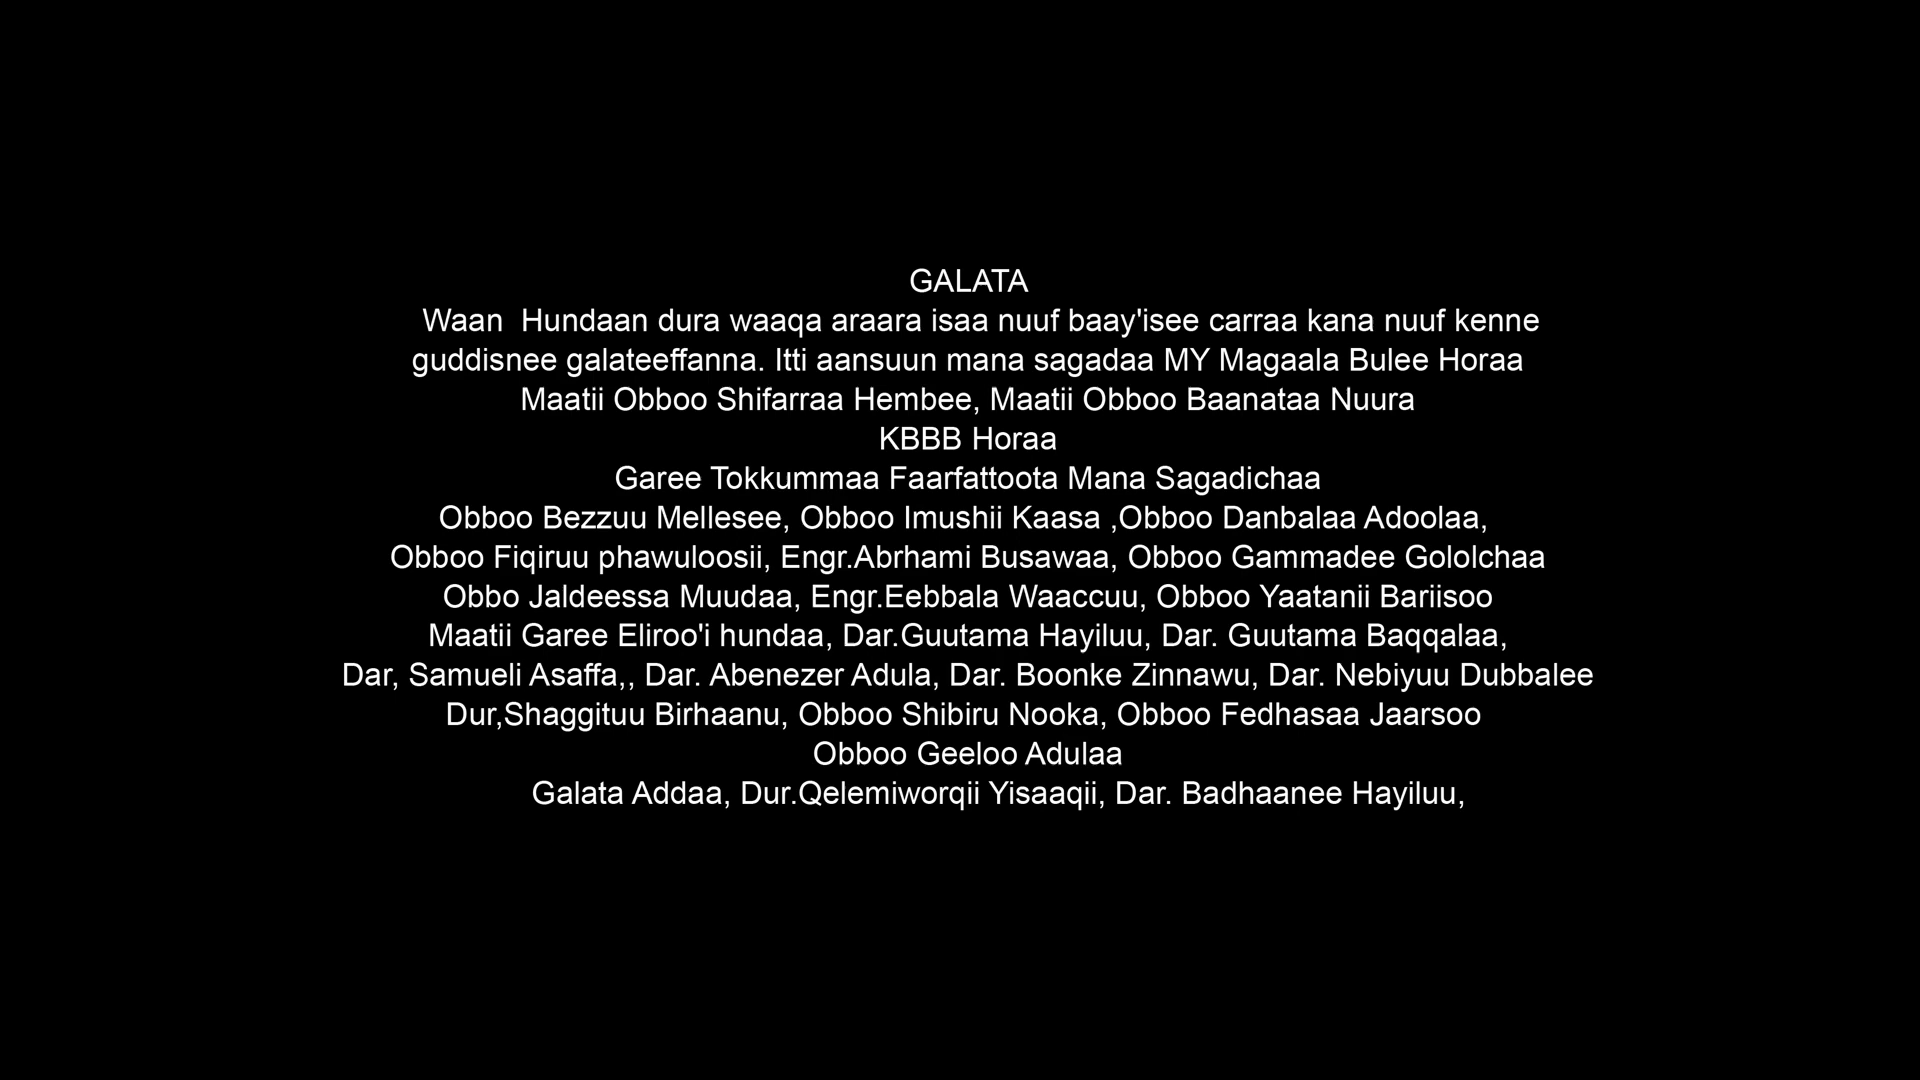 GALATA
Waan  Hundaan dura waaqa araara isaa nuuf baay'isee carraa kana nuuf kenne
guddisnee galateeffanna. Itti aansuun mana sagadaa MY Magaala Bulee Horaa
Maatii Obboo Shifarraa Hembee, Maatii Obboo Baanataa Nuura
KBBB Horaa
Garee Tokkummaa Faarfattoota Mana Sagadichaa
Obboo Bezzuu Mellesee, Obboo Imushii Kaasa ,Obboo Danbalaa Adoolaa,
Obboo Fiqiruu phawuloosii, Engr.Abrhami Busawaa, Obboo Gammadee Gololchaa
Obbo Jaldeessa Muudaa, Engr.Eebbala Waaccuu, Obboo Yaatanii Bariisoo
Maatii Garee Eliroo'i hundaa, Dar.Guutama Hayiluu, Dar. Guutama Baqqalaa,
Dar, Samueli Asaffa,, Dar. Abenezer Adula, Dar. Boonke Zinnawu, Dar. Nebiyuu Dubbalee
Dur,Shaggituu Birhaanu, Obboo Shibiru Nooka, Obboo Fedhasaa Jaarsoo
Obboo Geeloo Adulaa
Galata Addaa, Dur.Qelemiworqii Yisaaqii, Dar. Badhaanee Hayiluu,